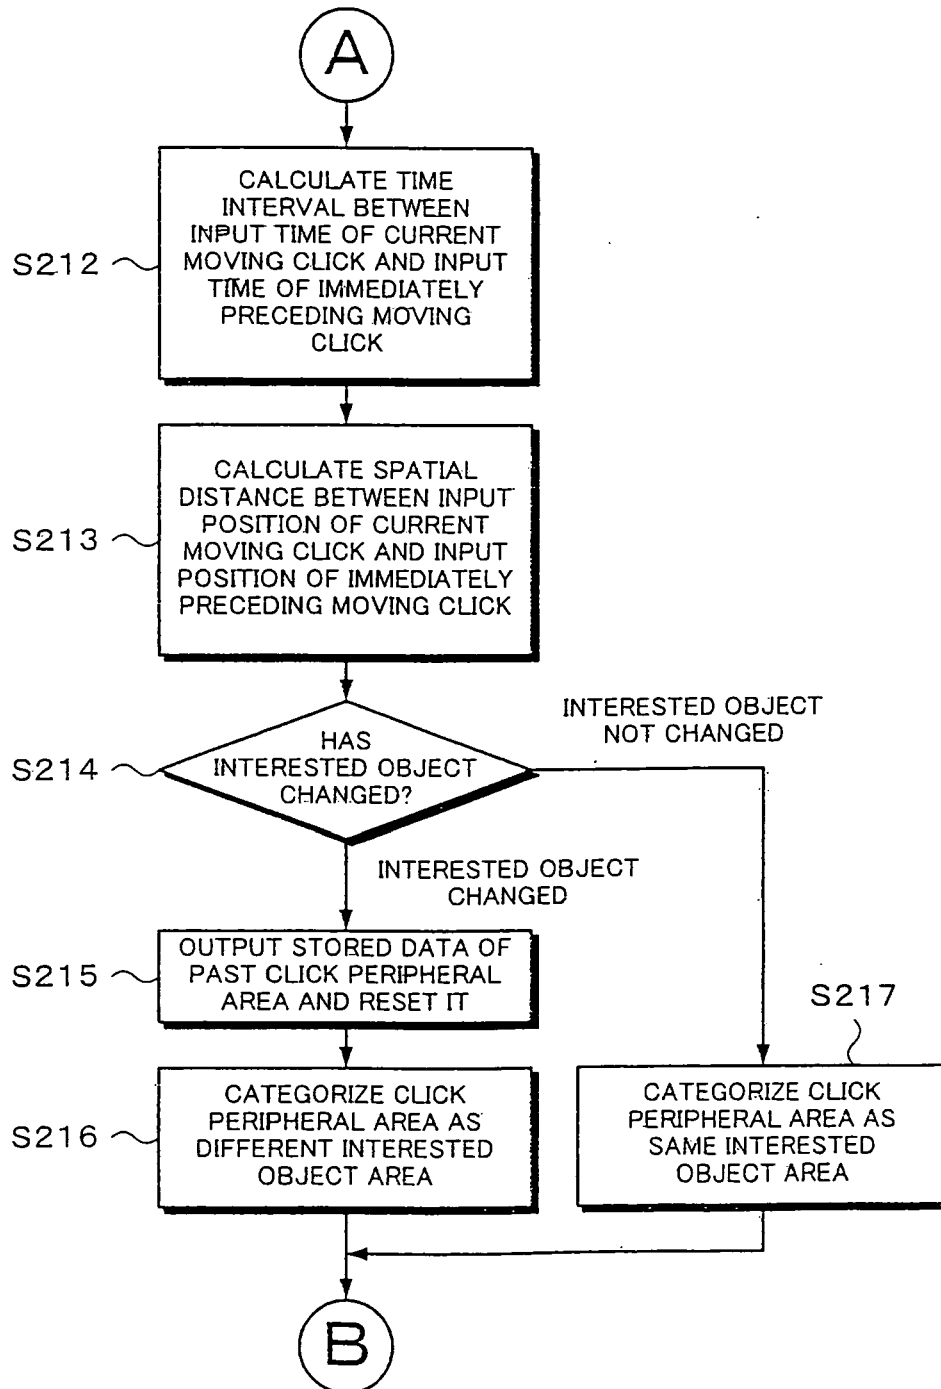 A
CALCULATE TIME
INTERVAL BETWEEN
INPUT TIME OF CURRENT
MOVING CLICK AND INPUT
TIME OF IMMEDIATELY
PRECEDING MOVING
CLICK
S212
CALCULATE SPATIAL
DISTANCE BETWEEN INPUT
POSITION OF CURRENT
MOVING CLICK AND INPUT
POSITION OF IMMEDIATELY
PRECEDING MOVING CLICK
S213
HAS
INTERESTED OBJECT
CHANGED?
S214
INTERESTED OBJECT
NOT CHANGED
INTERESTED OBJECT
CHANGED
OUTPUT STORED DATA OF
PAST CLICK PERIPHERAL
AREA AND RESET IT
S215
S217
CATEGORIZE CLICK
PERIPHERAL AREA AS
DIFFERENT INTERESTED
OBJECT AREA
S216
CATEGORIZE CLICK
PERIPHERAL AREA AS
SAME INTERESTED
OBJECT AREA
B